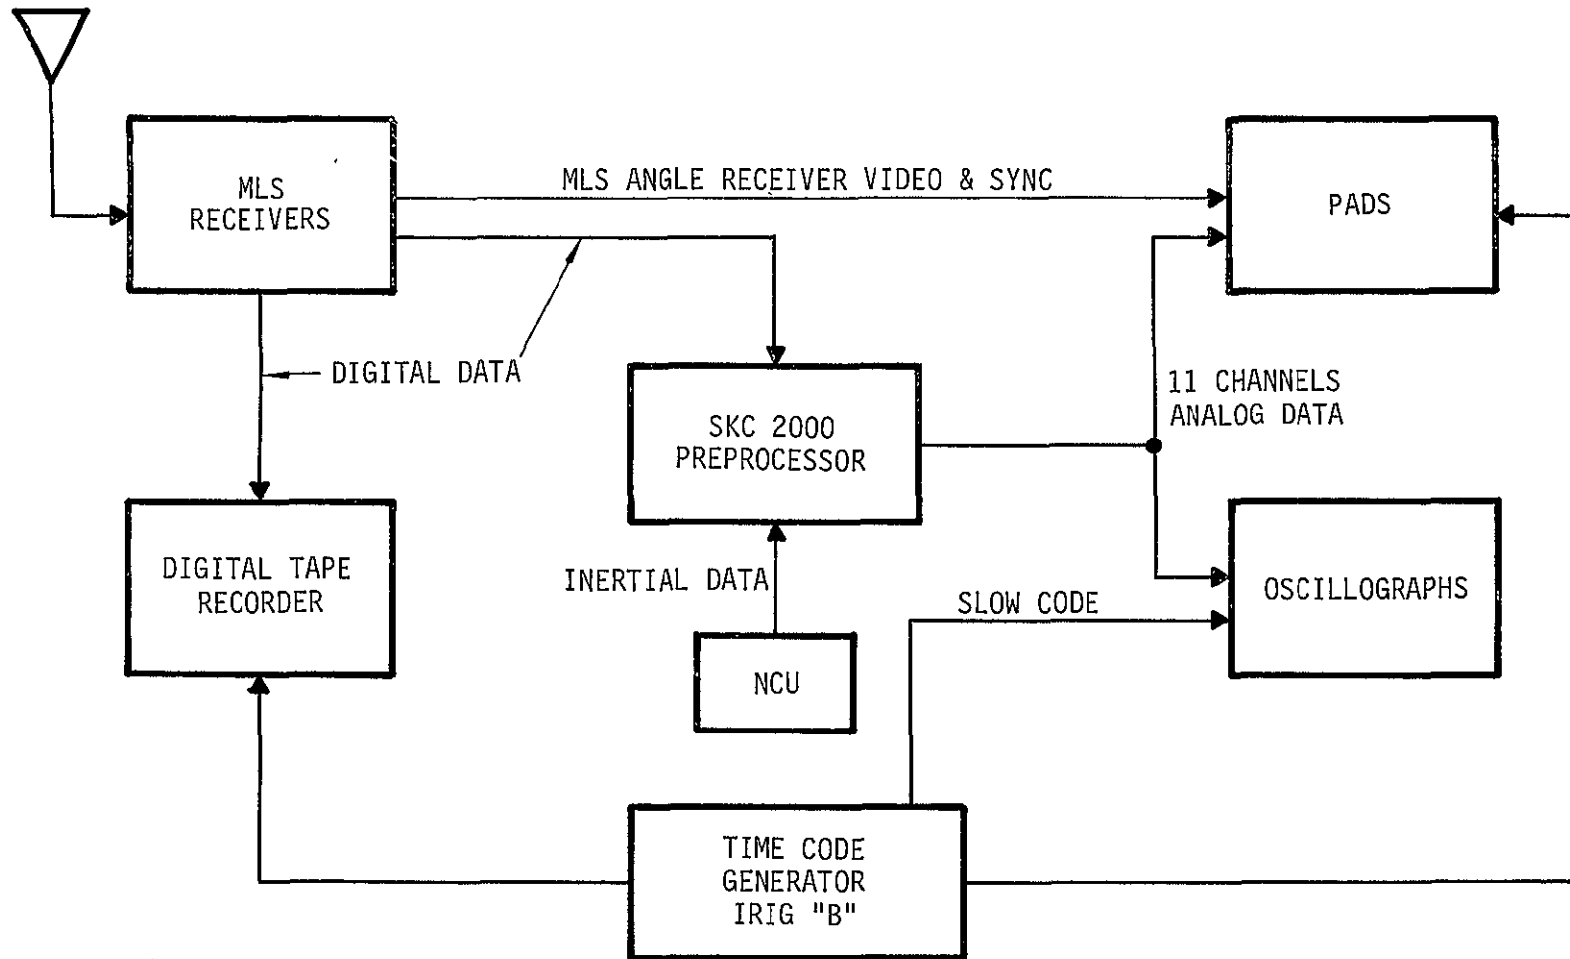 MLS
RECEIVERS
MLS ANGLE RECEIVER VIDEO & SYNC
PADS
DIGITAL DATA
SKC 2000
PREPROCESSOR
11 CHANNELS
ANALOG DATA
DIGITAL TAPE
RECORDER
INERTIAL DATA
NCU
SLOW CODE
OSCILLOGRAPHS
TIME CODE
GENERATOR
IRIG "B"